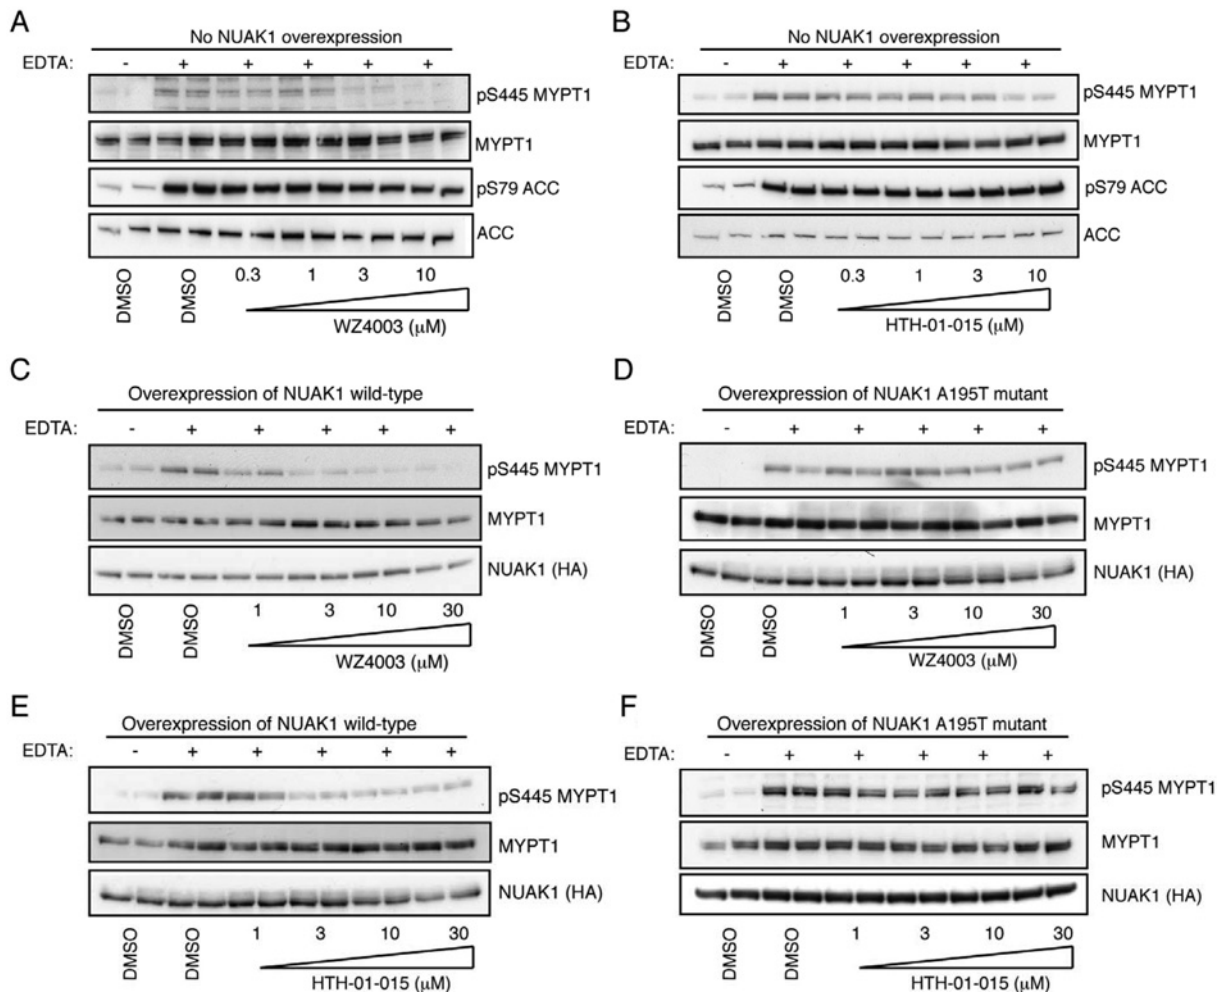 A
No NUAK1 overexpression
EDTA: - + + + + +
pS445 MYPT1
MYPT1
pS79 ACC
ACC
DMSO DMSO 0.3 1 3 10
WZ4003 (μM)
B
No NUAK1 overexpression
EDTA: - + + + + +
pS445 MYPT1
MYPT1
pS79 ACC
ACC
DMSO DMSO 0.3 1 3 10
HTH-01-015 (μM)
C
Overexpression of NUAK1 wild-type
EDTA: - + + + + +
pS445 MYPT1
MYPT1
NUAK1 (HA)
DMSO DMSO 1 3 10 30
WZ4003 (μM)
D
Overexpression of NUAK1 A195T mutant
EDTA: - + + + + +
pS445 MYPT1
MYPT1
NUAK1 (HA)
DMSO DMSO 1 3 10 30
WZ4003 (μM)
E
Overexpression of NUAK1 wild-type
EDTA: - + + + + +
pS445 MYPT1
MYPT1
NUAK1 (HA)
DMSO DMSO 1 3 10 30
HTH-01-015 (μM)
F
Overexpression of NUAK1 A195T mutant
EDTA: - + + + + +
pS445 MYPT1
MYPT1
NUAK1 (HA)
DMSO DMSO 1 3 10 30
HTH-01-015 (μM)